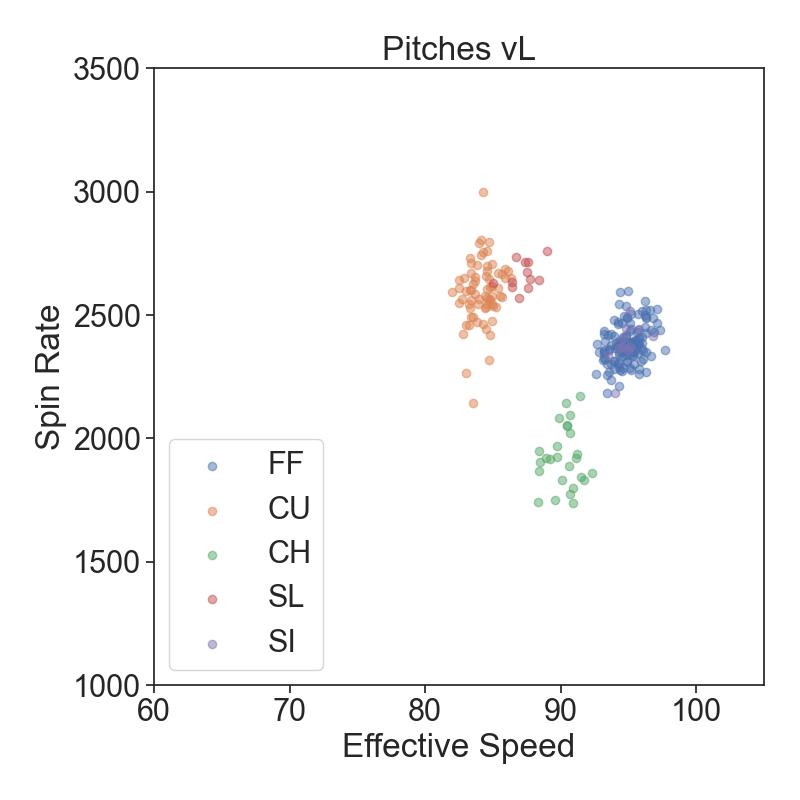 Pitches vL
3500
3000
2500
2000
1500
1000
Spin Rate
FF
CU
CH
SL
SI
60 70 80 90 100
Effective Speed